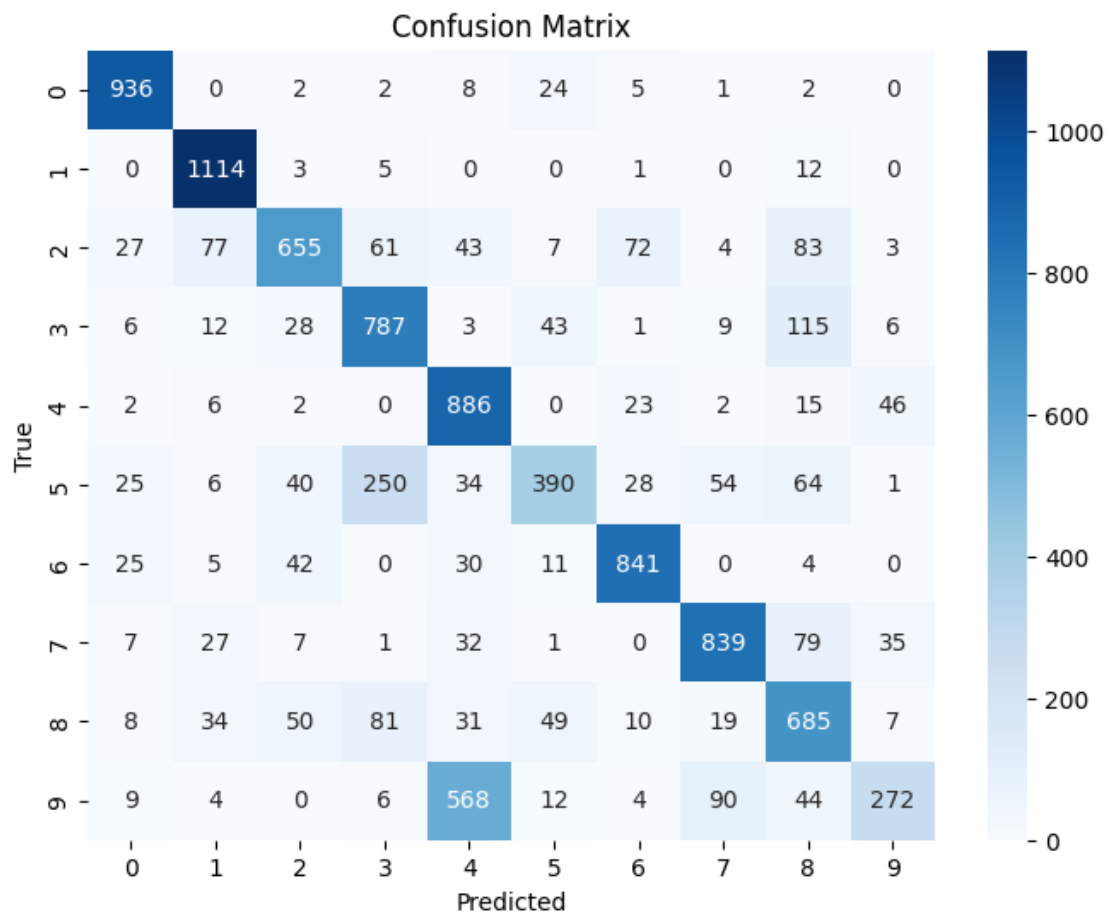 Confusion Matrix
0 936 0 2 2 8 24 5 1 2 0
1 0 1114 3 5 0 0 1 0 12 0
2 27 77 655 61 43 7 72 4 83 3
3 6 12 28 787 3 43 1 9 115 6
4 2 6 2 0 886 0 23 2 15 46
5 25 6 40 250 34 390 28 54 64 1
6 25 5 42 0 30 11 841 0 4 0
7 7 27 7 1 32 1 0 839 79 35
8 8 34 50 81 31 49 10 19 685 7
9 9 4 0 6 568 12 4 90 44 272
0 1 2 3 4 5 6 7 8 9
Predicted
True
1000
800
600
400
200
0